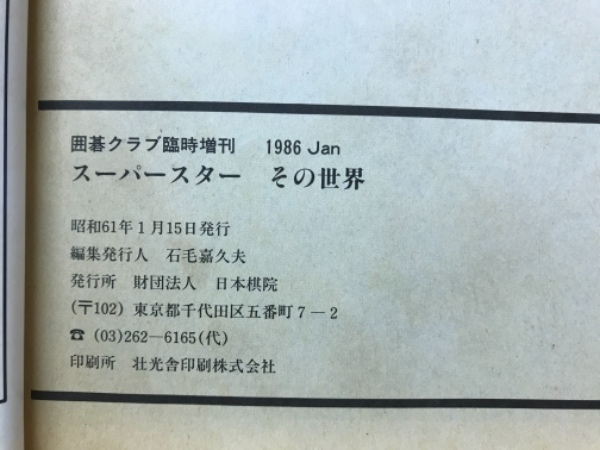 囲碁クラブ臨時増刊 1986 Jan
スーパースター その世界
昭和61年1月15日発行
編集発行人 石毛嘉久夫
発行所 財団法人 日本棋院
(〒102) 東京都千代田区五番町7―2
☎ (03)262―6165(代)
印刷所 壮光舎印刷株式会社